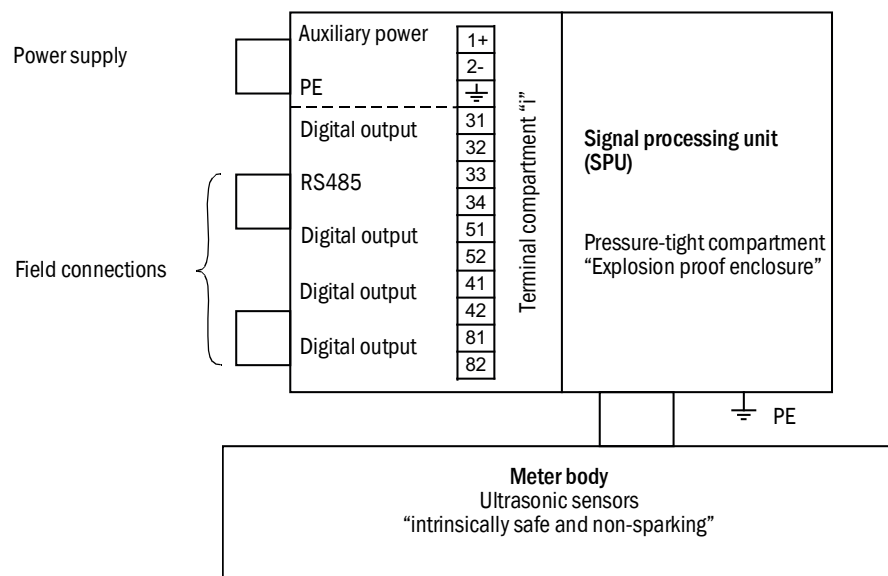 Power supply
Field connections
Auxiliary power
PE
Digital output
RS485
Digital output
Digital output
Digital output
1+
2-
31
32
33
34
51
52
41
42
81
82
Terminal compartment "i"
Signal processing unit
(SPU)
Pressure-tight compartment
“Explosion proof enclosure”
PE
Meter body
Ultrasonic sensors
“intrinsically safe and non-sparking”